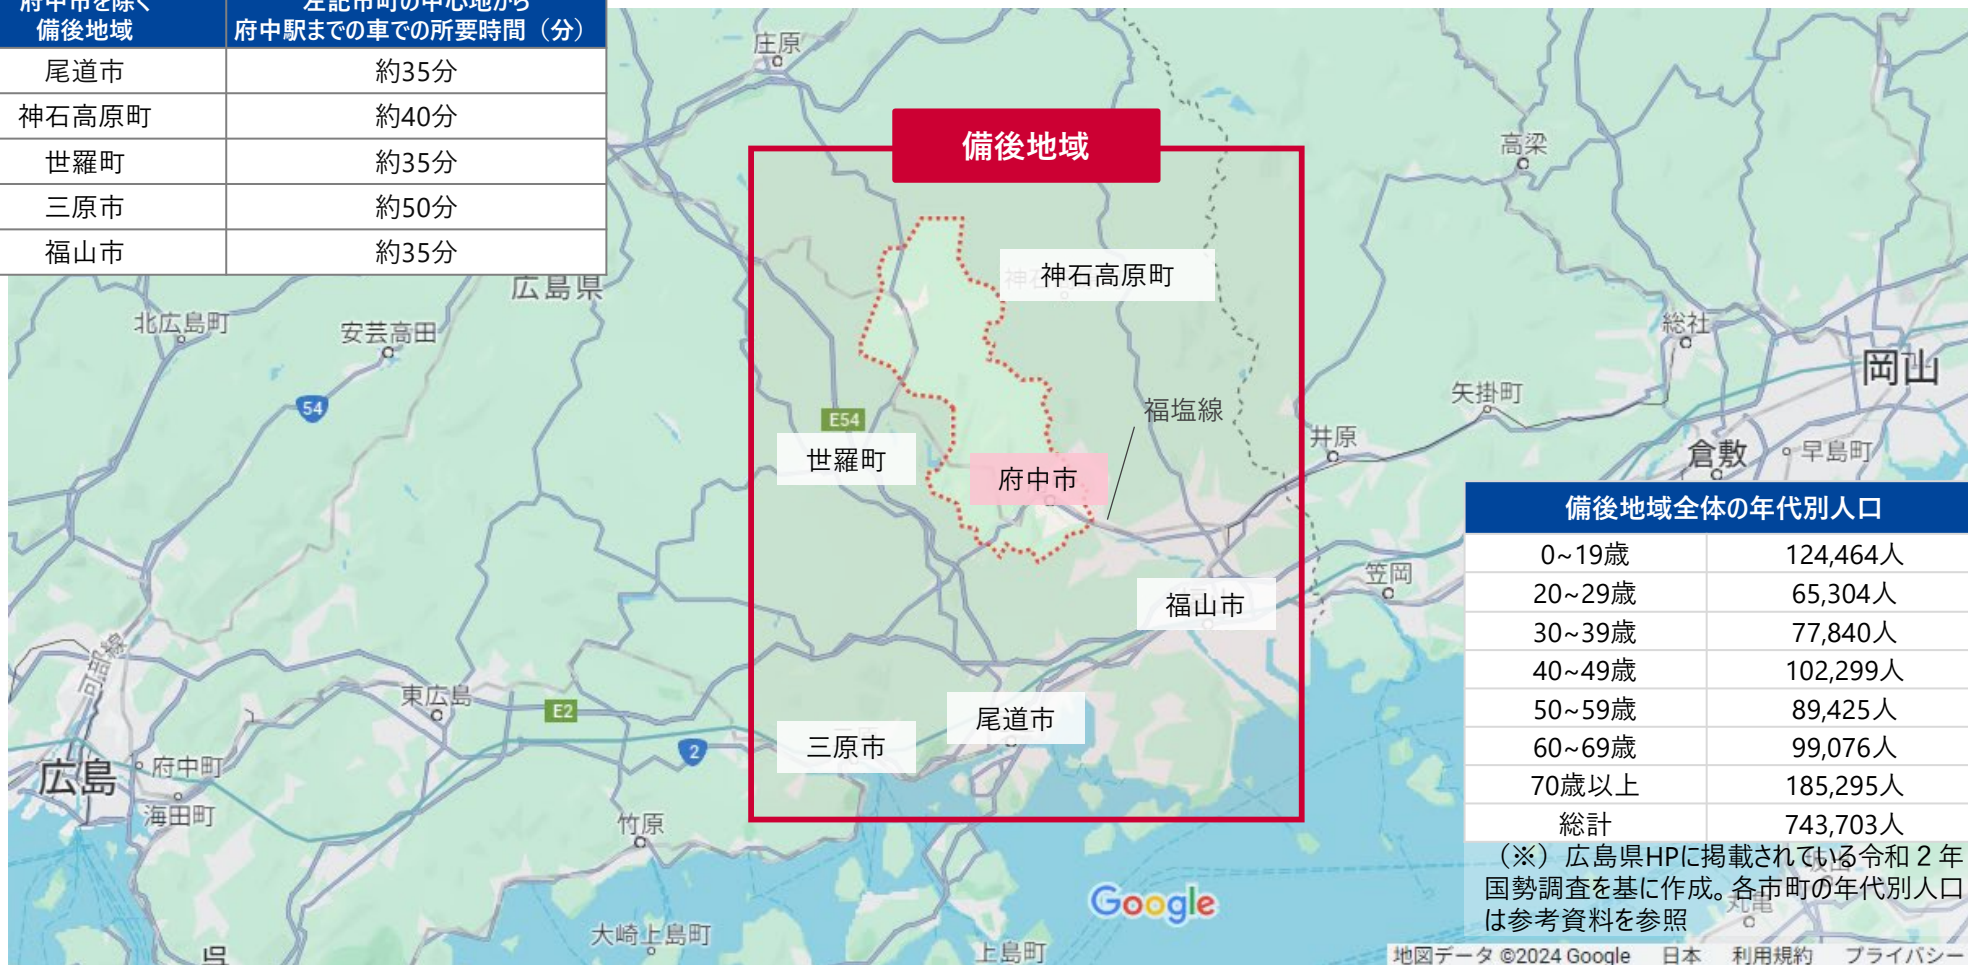 府中市を除く
備後地域
左記市町の中心地から
府中駅までの車での所要時間（分）
尾道市 約35分
神石高原町 約40分
世羅町 約35分
三原市 約50分
福山市 約35分
庄原
備後地域
高梁
神石高原町
広島県
北広島町
安芸高田
総社
岡山
54
矢掛町
E54
福塩線
井原
世羅町
府中市
倉敷
早島町
備後地域全体の年代別人口
0~19歳 124,464人
20~29歳 65,304人
30~39歳 77,840人
40~49歳 102,299人
50~59歳 89,425人
60~69歳 99,076人
70歳以上 185,295人
総計 743,703人
（※）広島県HPに掲載されている令和２年
国勢調査を基に作成。各市町の年代別人口
は参考資料を参照
笠岡
福山市
可部線
東広島
E2
尾道市
三原市
2
広島
府中町
海田町
竹原
Google
丸亀
大崎上島町
上島町
呉
地図データ ©2024 Google 日本 利用規約 プライバシー